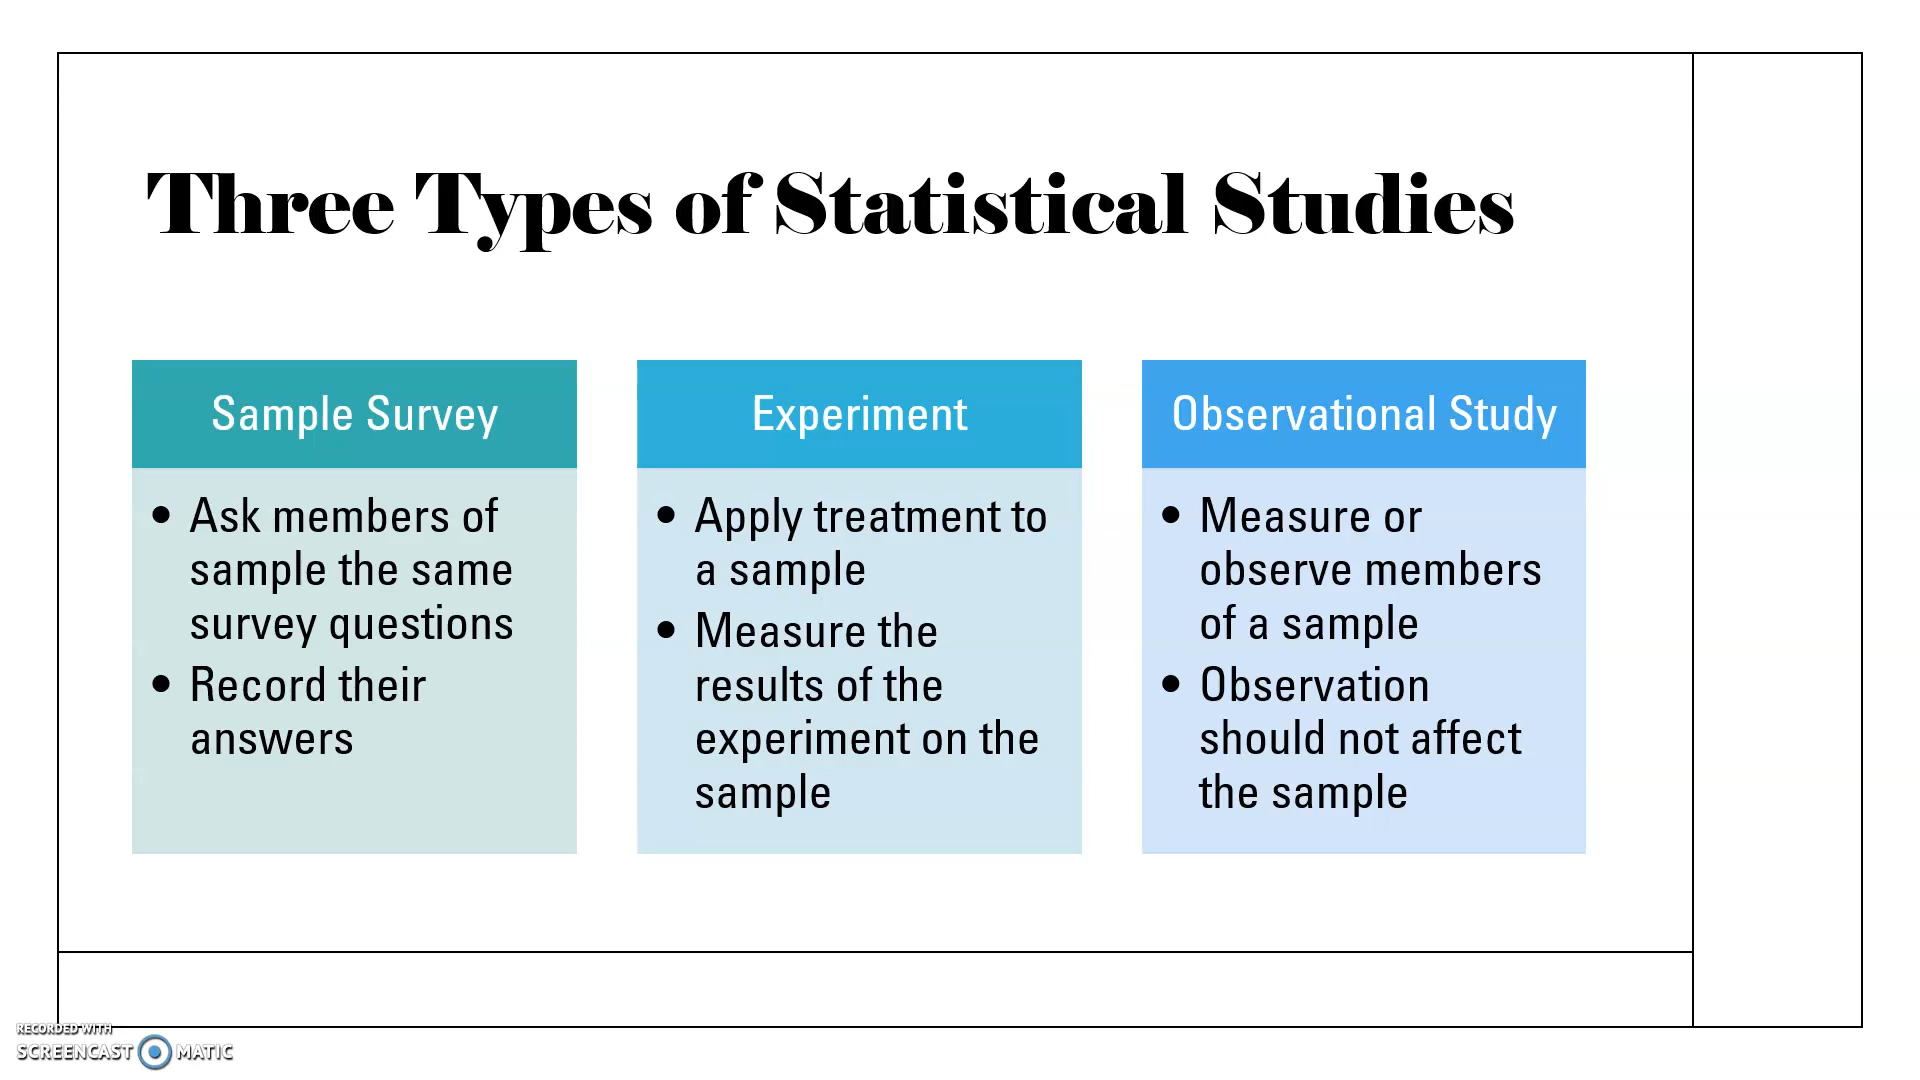 Three Types of Statistical Studies
Sample Survey
• Ask members of
sample the same
survey questions
• Record their
answers
Experiment
• Apply treatment to
a sample
• Measure the
results of the
experiment on the
sample
Observational Study
• Measure or
observe members
of a sample
• Observation
should not affect
the sample
RECORDED WITH
SCREENCAST MATIC